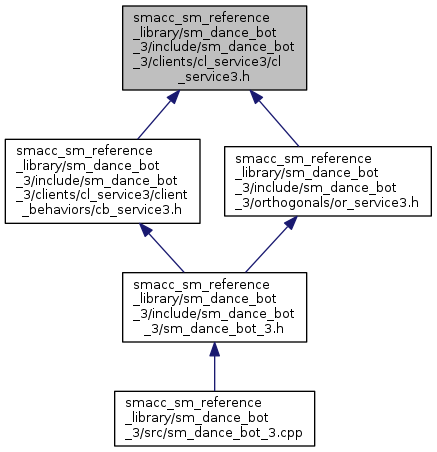 smacc_sm_reference
_library/sm_dance_bot
_3/include/sm_dance_bot
_3/clients/cl_service3/cl
_service3.h
smacc_sm_reference
_library/sm_dance_bot
_3/include/sm_dance_bot
_3/clients/cl_service3/client
_behaviors/cb_service3.h
smacc_sm_reference
_library/sm_dance_bot
_3/include/sm_dance_bot
_3/orthogonals/or_service3.h
smacc_sm_reference
_library/sm_dance_bot
_3/include/sm_dance_bot
_3/sm_dance_bot_3.h
smacc_sm_reference
_library/sm_dance_bot
_3/src/sm_dance_bot_3.cpp